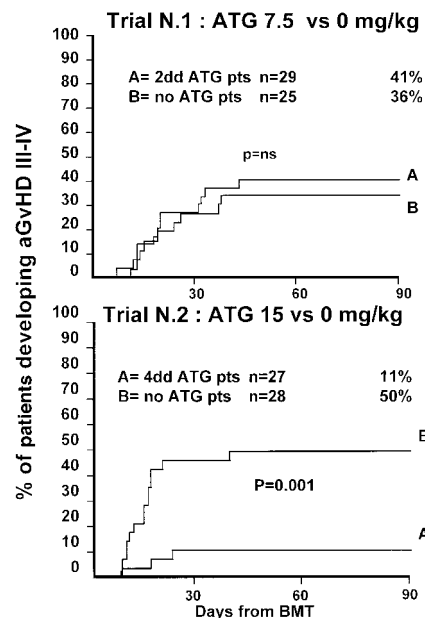 Trial N.1 : ATG 7.5 vs 0 mg/kg
A= 2dd ATG pts n=29 41%
B= no ATG pts n=25 36%
p=ns
A
B
100
90
80
70
60
50
40
30
20
10
0
30 60 90
% of patients developing aGvHD III-IV
Trial N.2 : ATG 15 vs 0 mg/kg
A= 4dd ATG pts n=27 11%
B= no ATG pts n=28 50%
B
P=0.001
A
100
90
80
70
60
50
40
30
20
10
0
30 60 90
Days from BMT